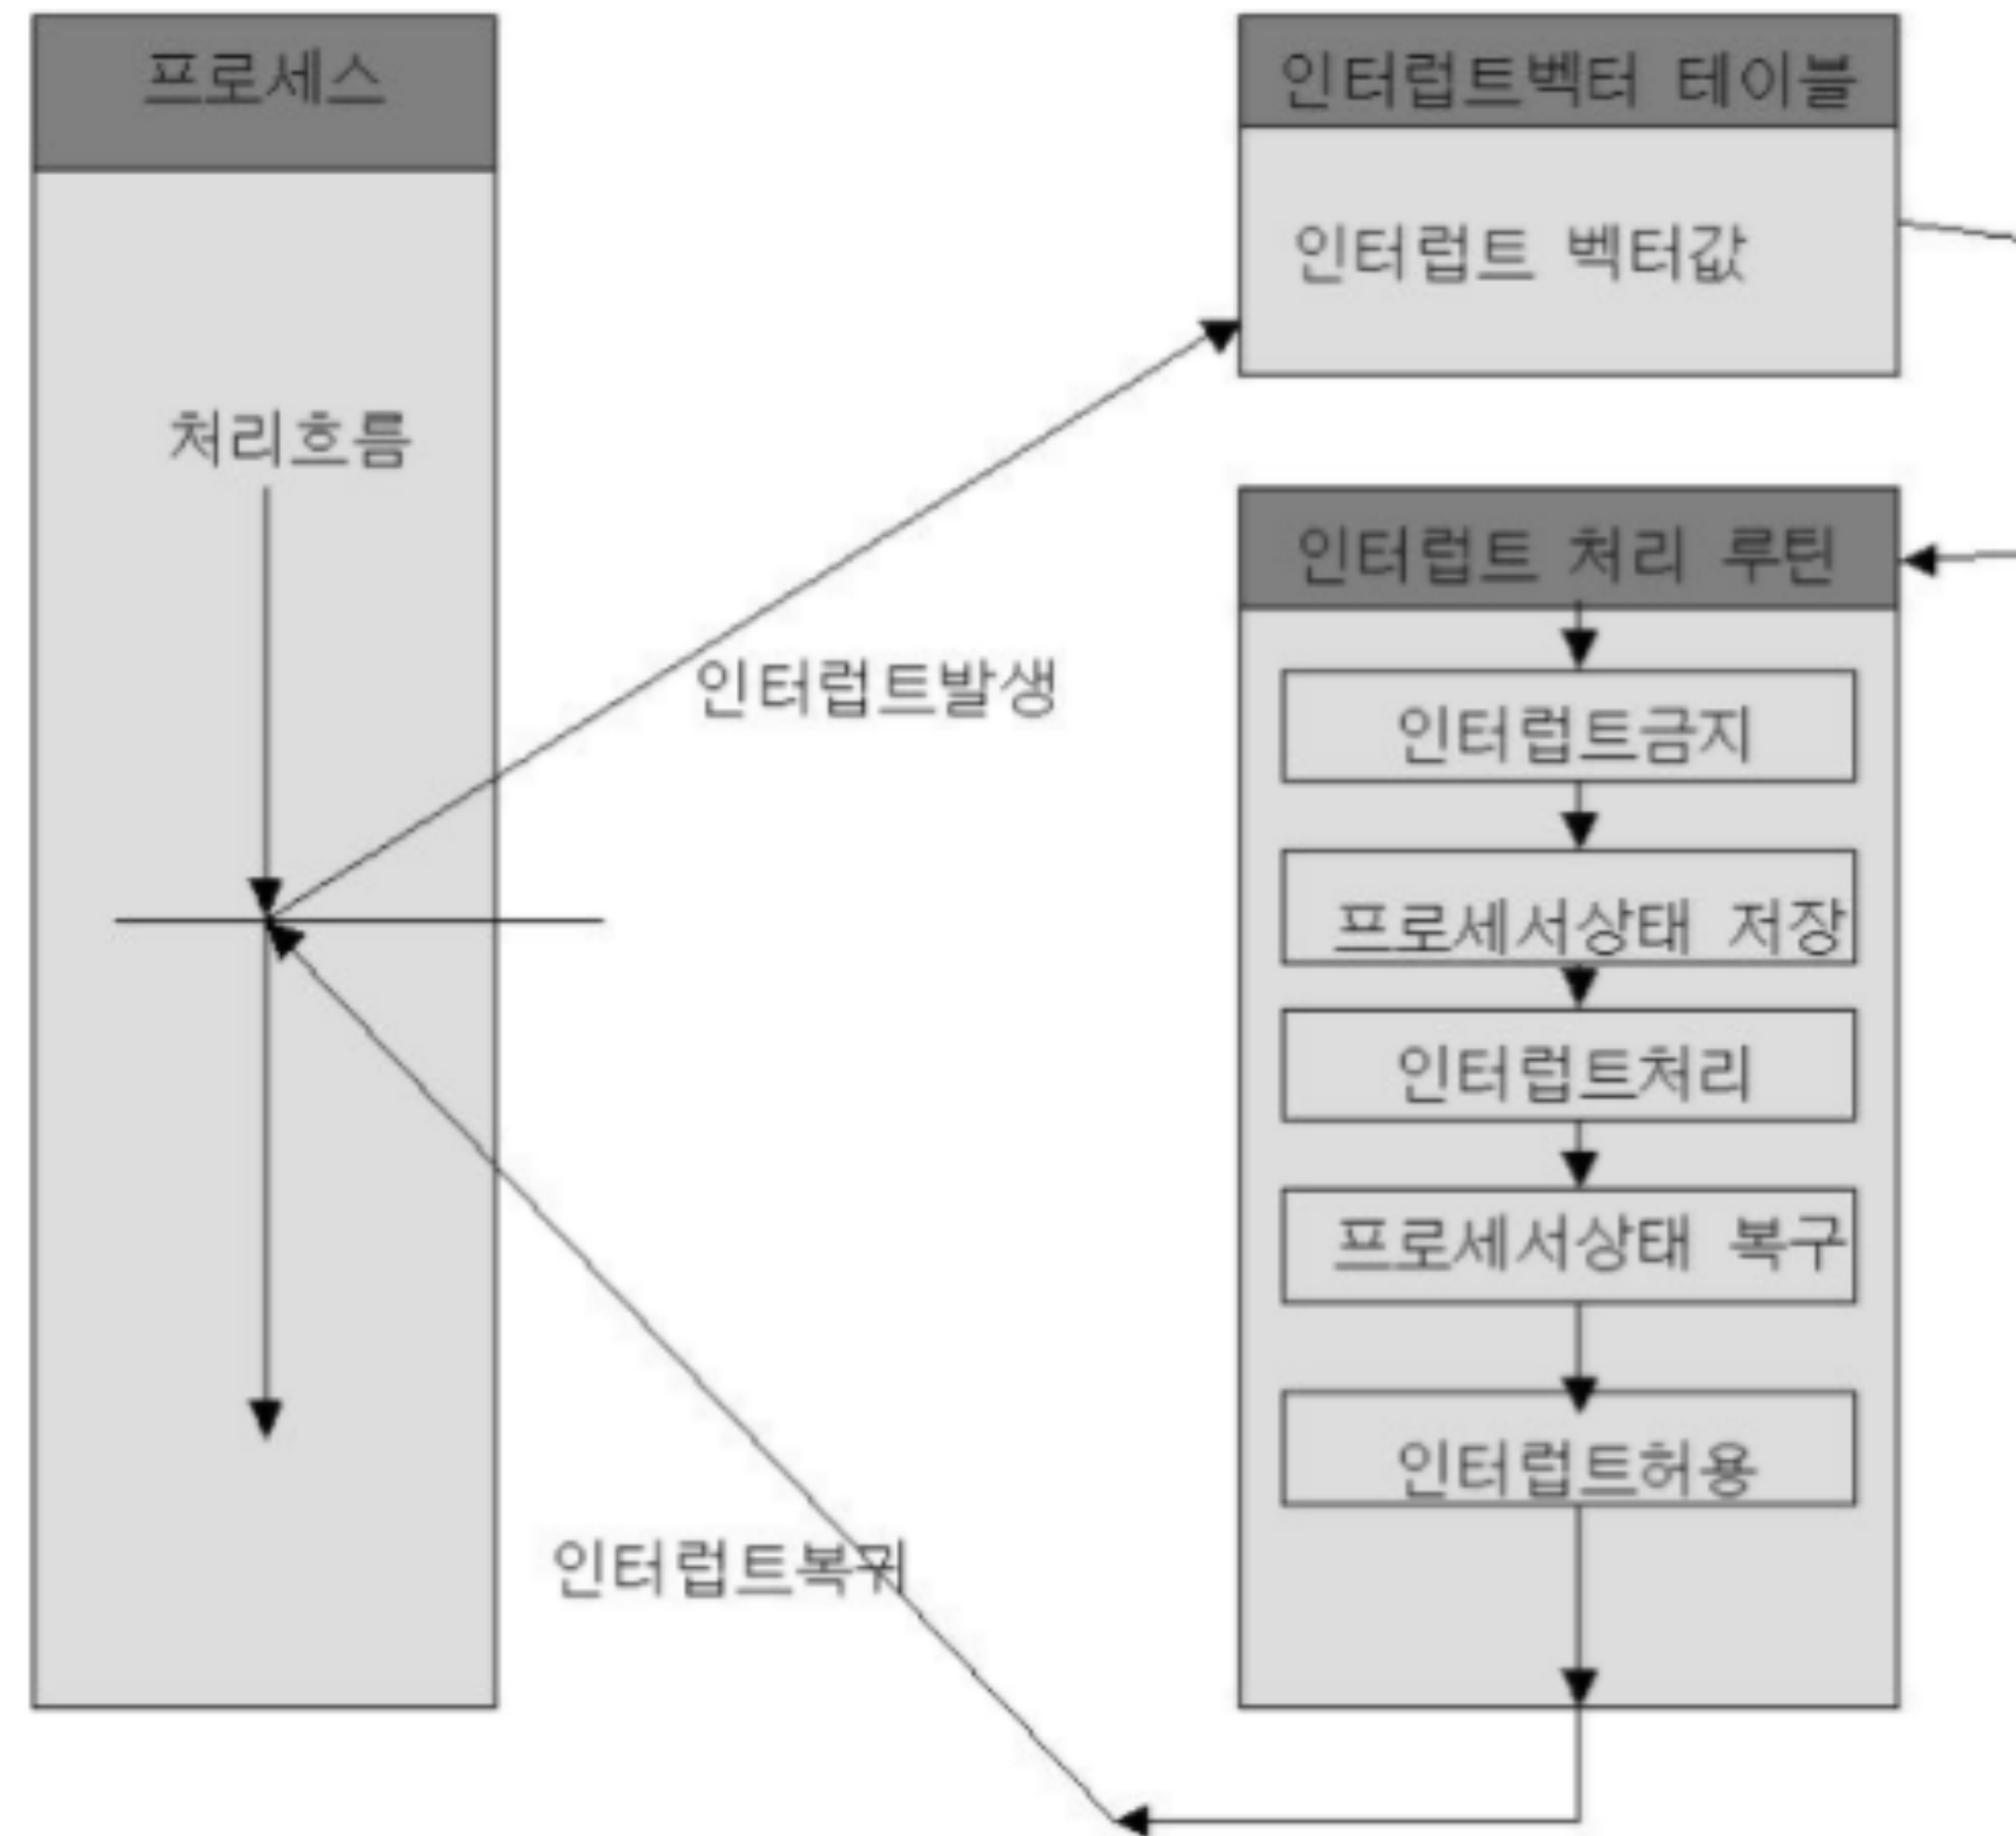 프로세스
처리흐름
인터럽트발생
인터럽트복귀
인터럽트벡터 테이블
인터럽트 벡터값
인터럽트 처리 루틴
인터럽트금지
프로세서상태 저장
인터럽트처리
프로세서상태 복구
인터럽트허용